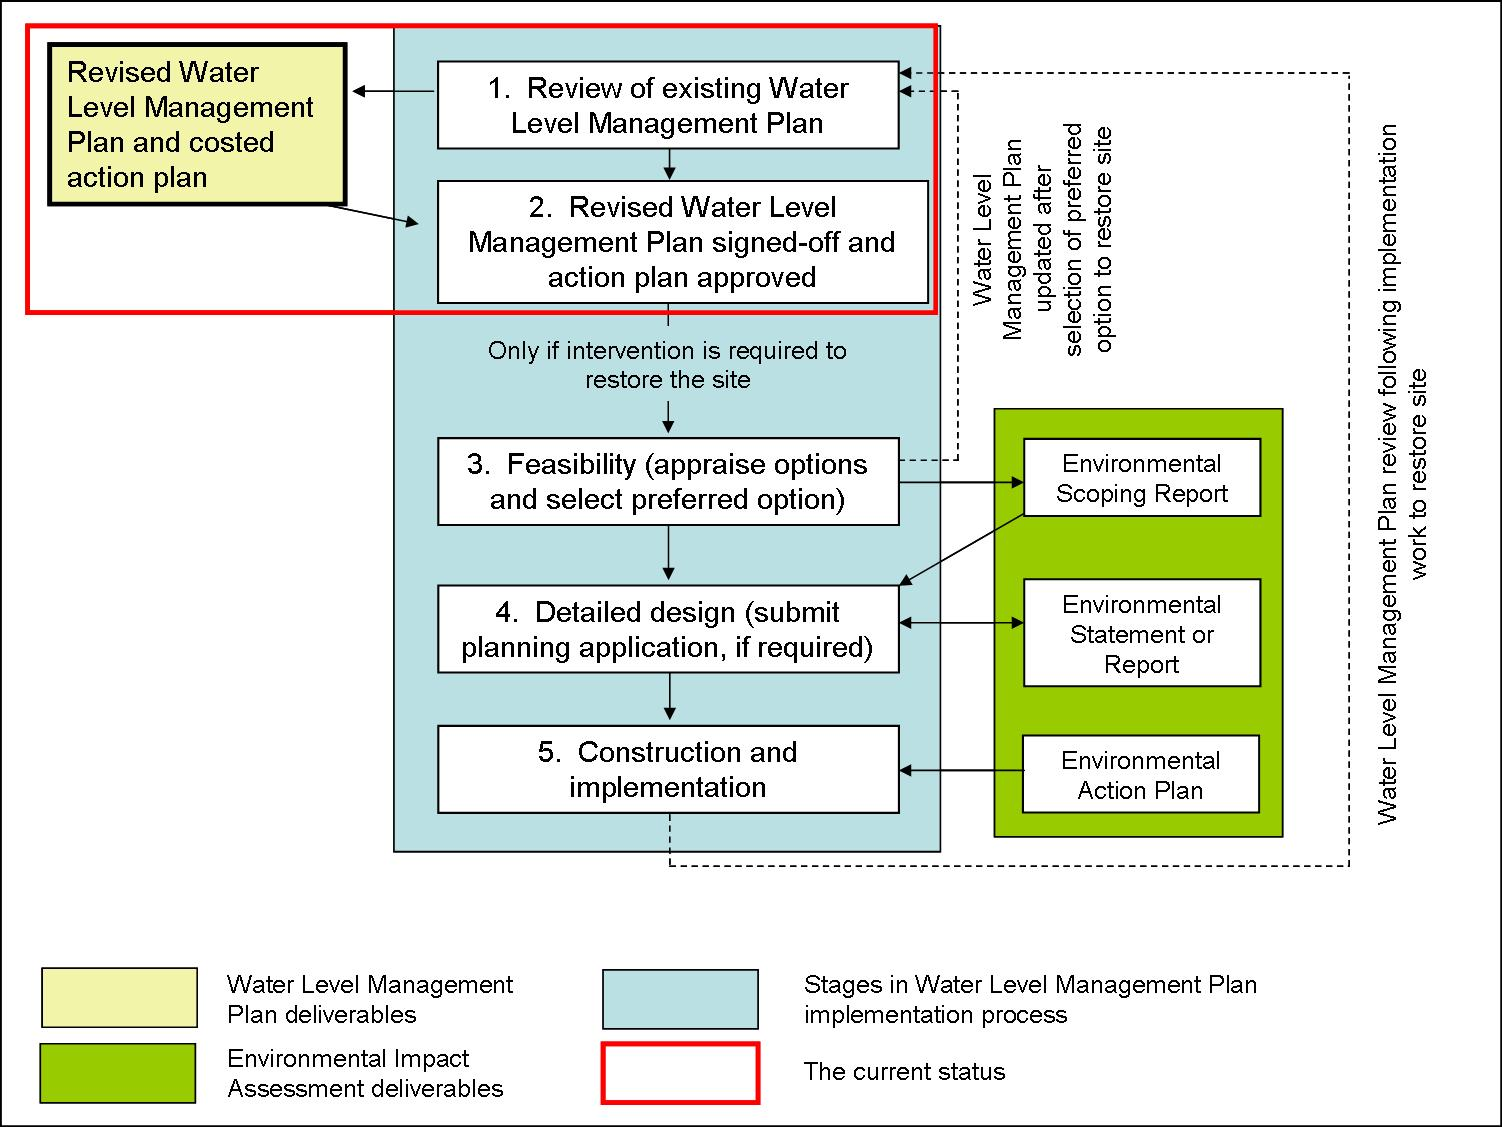 Revised Water
Level Management
Plan and costed
action plan
1.  Review of existing Water
Level Management Plan
2.  Revised Water Level
Management Plan signed-off and
action plan approved
Only if intervention is required to
restore the site
3.  Feasibility (appraise options
and select preferred option)
4.  Detailed design (submit
planning application, if required)
5.  Construction and
implementation
Water Level
Management Plan
updated after
selection of preferred
option to restore site
Environmental
Scoping Report
Environmental
Statement or
Report
Environmental
Action Plan
Water Level Management Plan review following implementation
work to restore site
Water Level Management
Plan deliverables
Environmental Impact
Assessment deliverables
Stages in Water Level Management Plan
implementation process
The current status